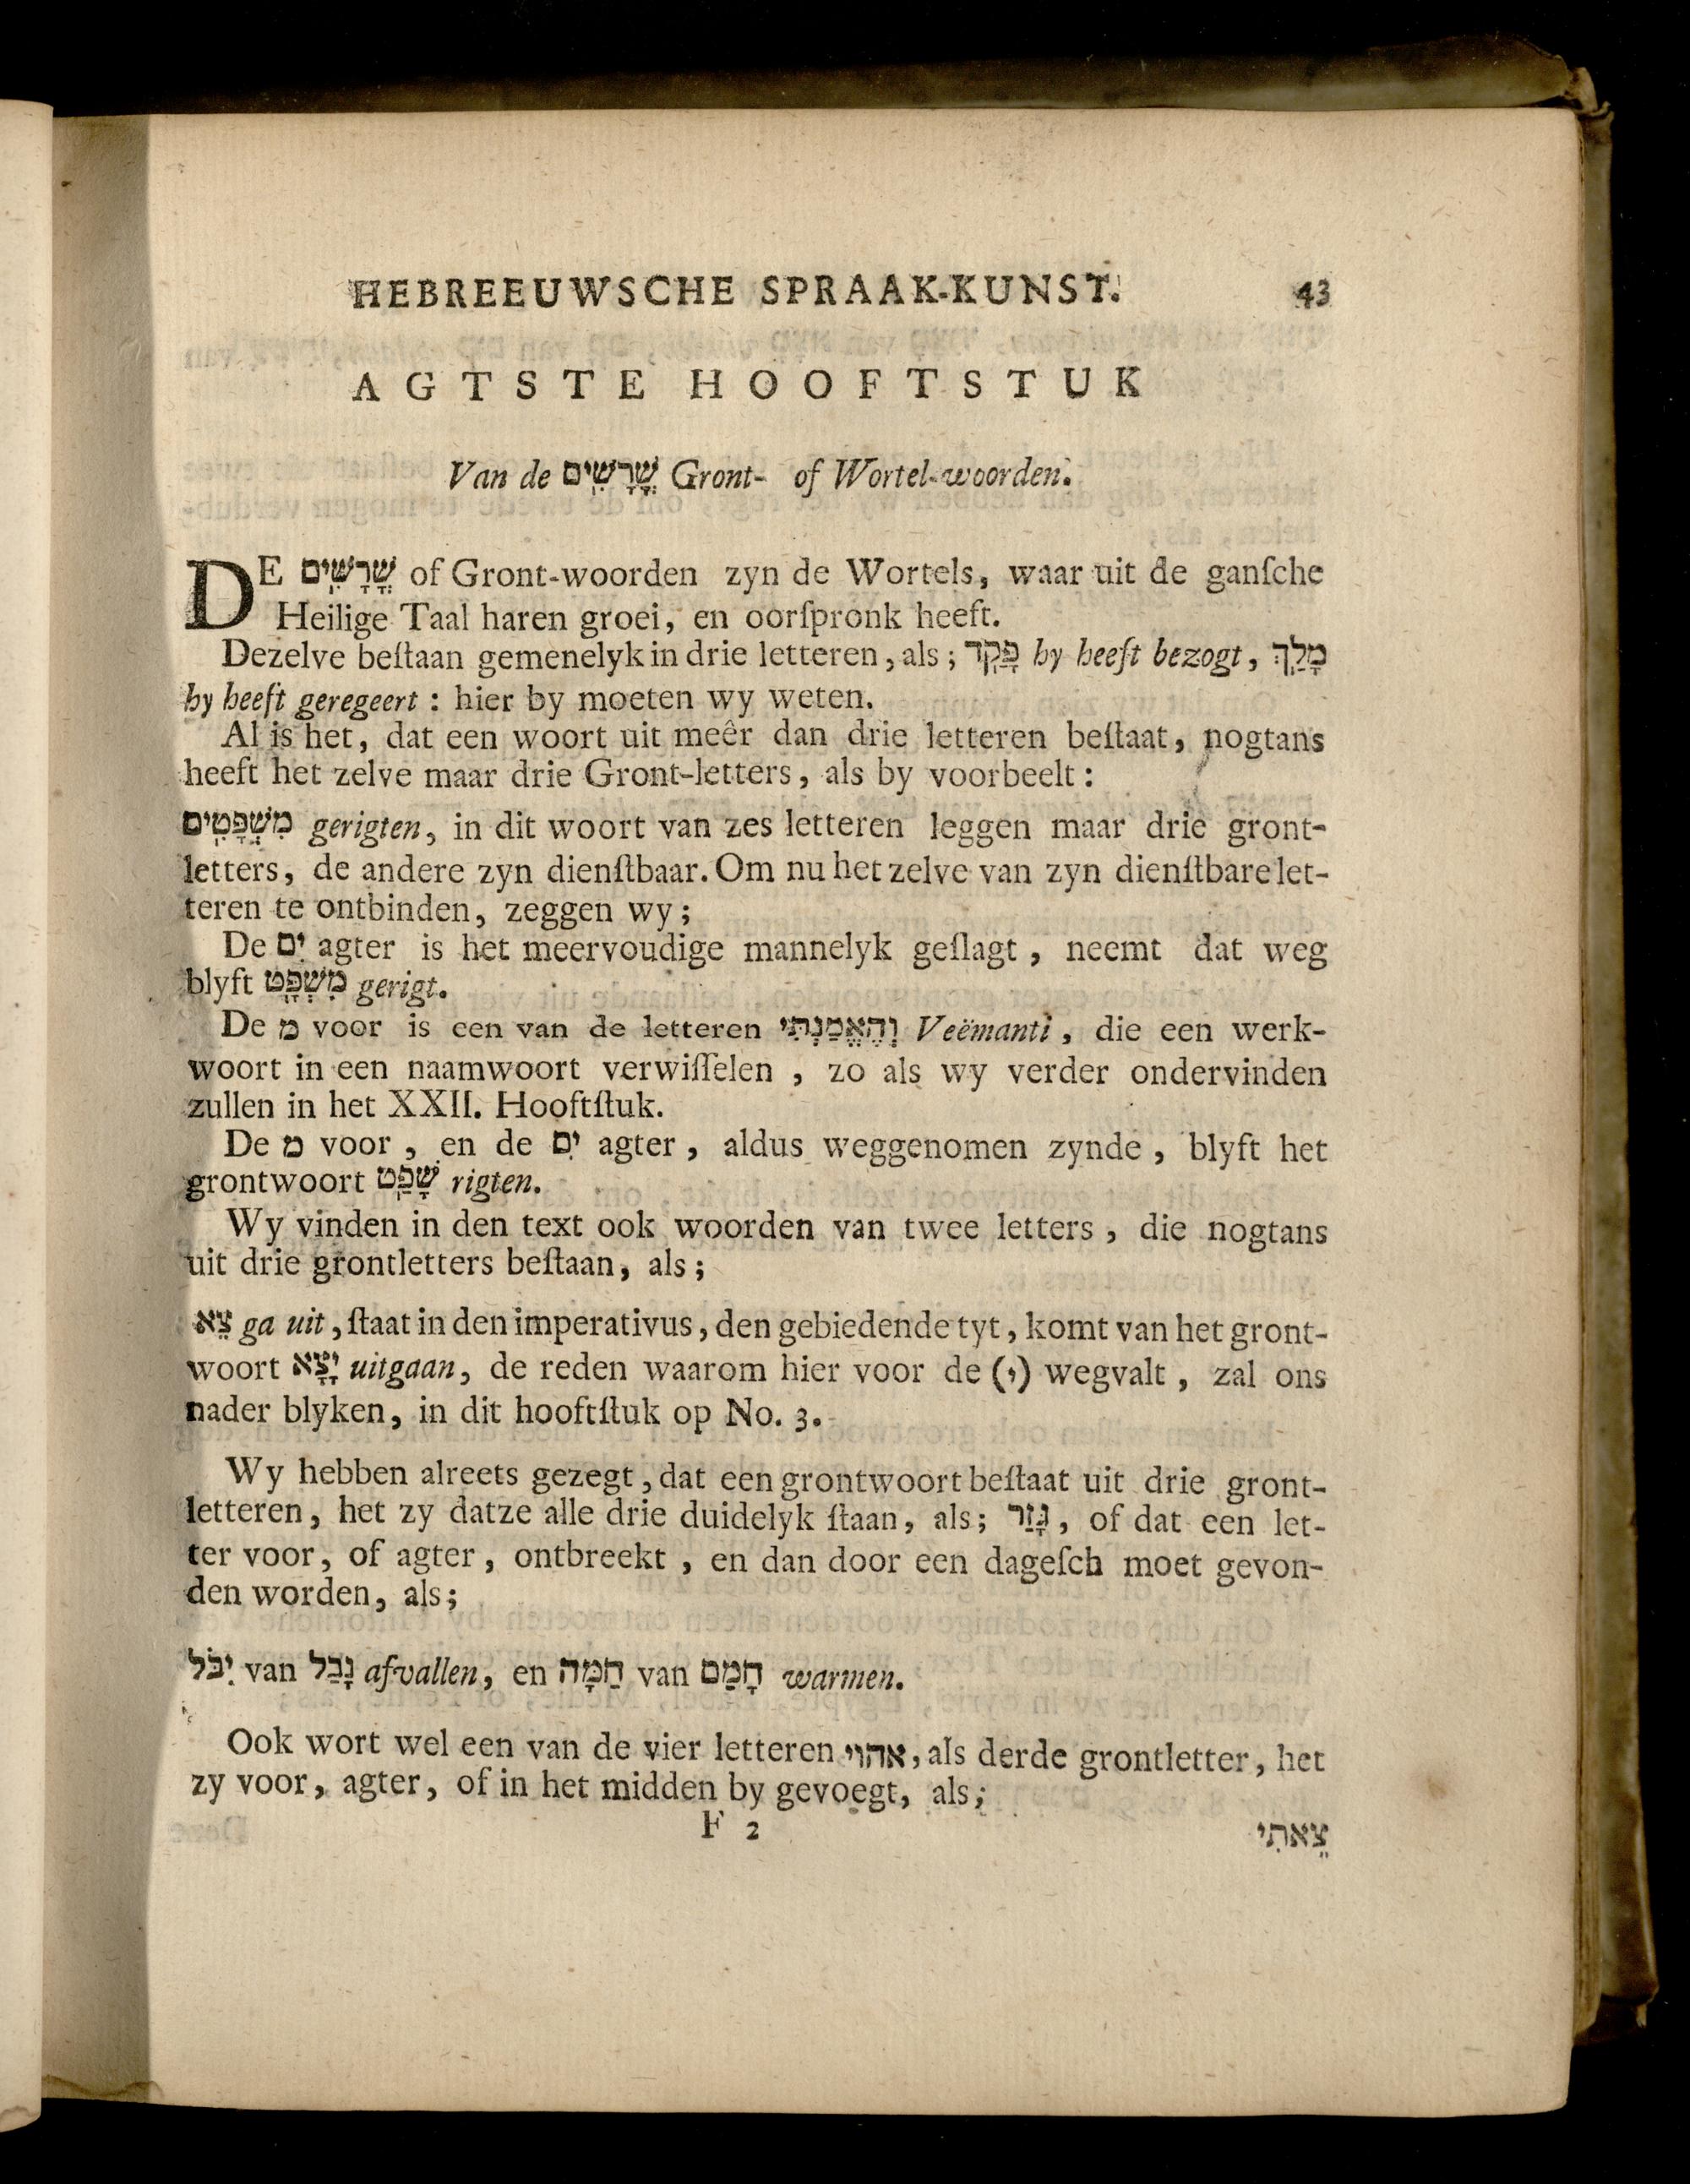 HEBREEUWSCHE SPRAAK-KUNST. 43
AGTSTE HOOFTSTUK
Van de שֳׁרָשִׁים Gront- of Wortel-woorden.
DE שֳׁרָשִׁים of Gront-woorden zyn de Wortels, waar uit de ganſche
Heilige Taal haren groei, en oorſpronk heeft.
Dezelve beſtaan gemenelyk in drie letteren, als; פָּקַד hy heeft bezogt, מָלַךְ
hy heeft geregeert: hier by moeten wy weten.
Al is het, dat een woort uit meêr dan drie letteren beſtaat, nogtans
heeft het zelve maar drie Gront-letters, als by voorbeelt:
מִשְׁפָּטִים gerigten, in dit woort van zes letteren leggen maar drie gront-
letters, de andere zyn dienſtbaar. Om nu het zelve van zyn dienſtbare let-
teren te ontbinden, zeggen wy;
De יִם agter is het meervoudige mannelyk geſlagt, neemt dat weg
blyft מִשְׁפָּט gerigt.
De מ voor is een van de letteren וְהֶאֱמַנְתִּי Veëmanti, die een werk-
woort in een naamwoort verwiſſelen, zo als wy verder ondervinden
zullen in het XXII. Hooftſtuk.
De מ voor, en de יִם agter, aldus weggenomen zynde, blyft het
grontwoort שָׁפַט rigten.
Wy vinden in den text ook woorden van twee letters, die nogtans
uit drie grontletters beſtaan, als;
צֵא ga uit, ſtaat in den imperativus, den gebiedende tyt, komt van het gront-
woort יָצָא uitgaan, de reden waarom hier voor de (י) wegvalt, zal ons
nader blyken, in dit hooftſtuk op No. 3.
Wy hebben alreets gezegt, dat een grontwoort beſtaat uit drie gront-
letteren, het zy datze alle drie duidelyk ſtaan, als; גָּזַר, of dat een let-
ter voor, of agter, ontbreekt, en dan door een dageſch moet gevon-
den worden, als;
יִבֹּל van נָבַל afvallen, en חַמָּה van חָמַם warmen.
Ook wort wel een van de vier letteren אהוי, als derde grontletter, het
zy voor, agter, of in het midden by gevoegt, als;
F 2 צֵאתִי